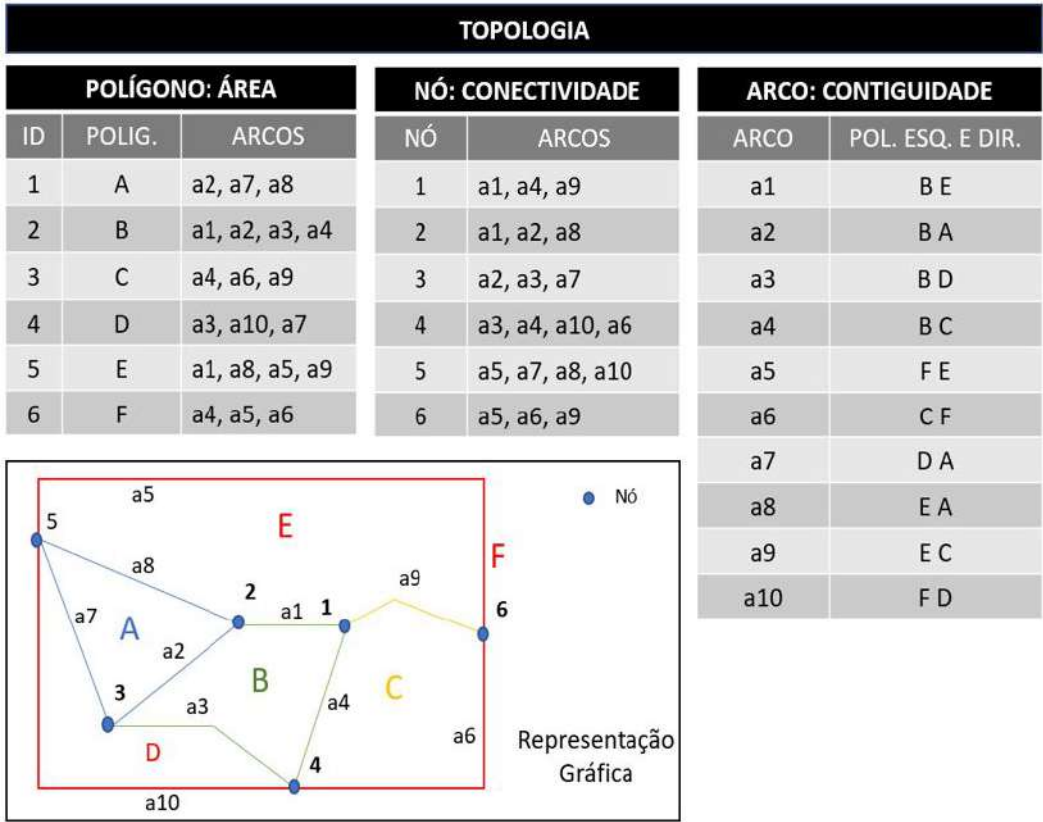 TOPOLOGIA
POLÍGONO: ÁREA
ID POLIG. ARCOS
1 A a2, a7, a8
2 B a1, a2, a3, a4
3 C a4, a6, a9
4 D a3, a10, a7
5 E a1, a8, a5, a9
6 F a4, a5, a6
NÓ: CONECTIVIDADE
NÓ ARCOS
1 a1, a4, a9
2 a1, a2, a8
3 a2, a3, a7
4 a3, a4, a10, a6
5 a5, a7, a8, a10
6 a5, a6, a9
ARCO: CONTIGUIDADE
ARCO POL. ESQ. E DIR.
a1 B E
a2 B A
a3 B D
a4 B C
a5 F E
a6 C F
a7 D A
a8 E A
a9 E C
a10 F D
a5
Nó
5
E
F
a8
a9
2
a1
1
6
a7
A
a2
B
C
3
a3
a4
D
a6
4
a10
Representação
Gráfica